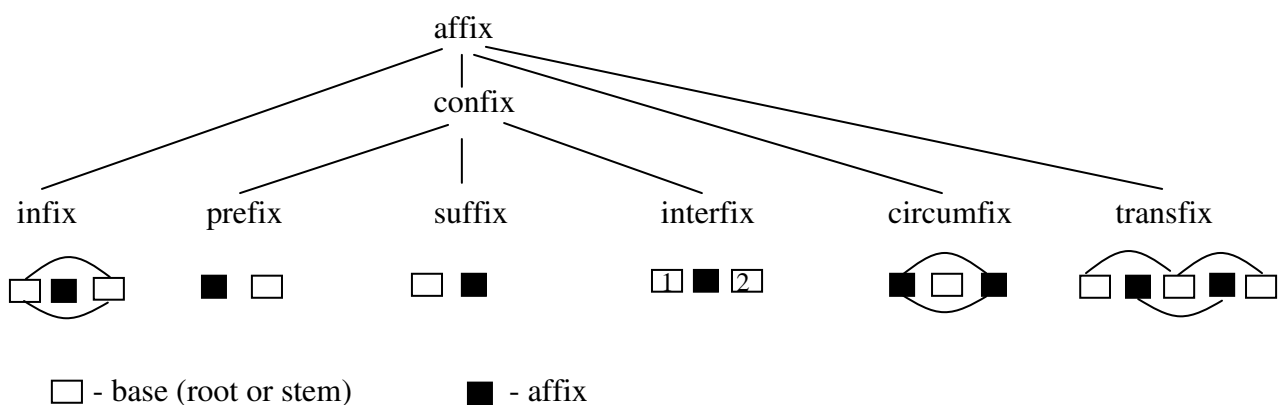 affix
confix
infix prefix suffix interfix circumfix transfix
1 2
- base (root or stem) - affix